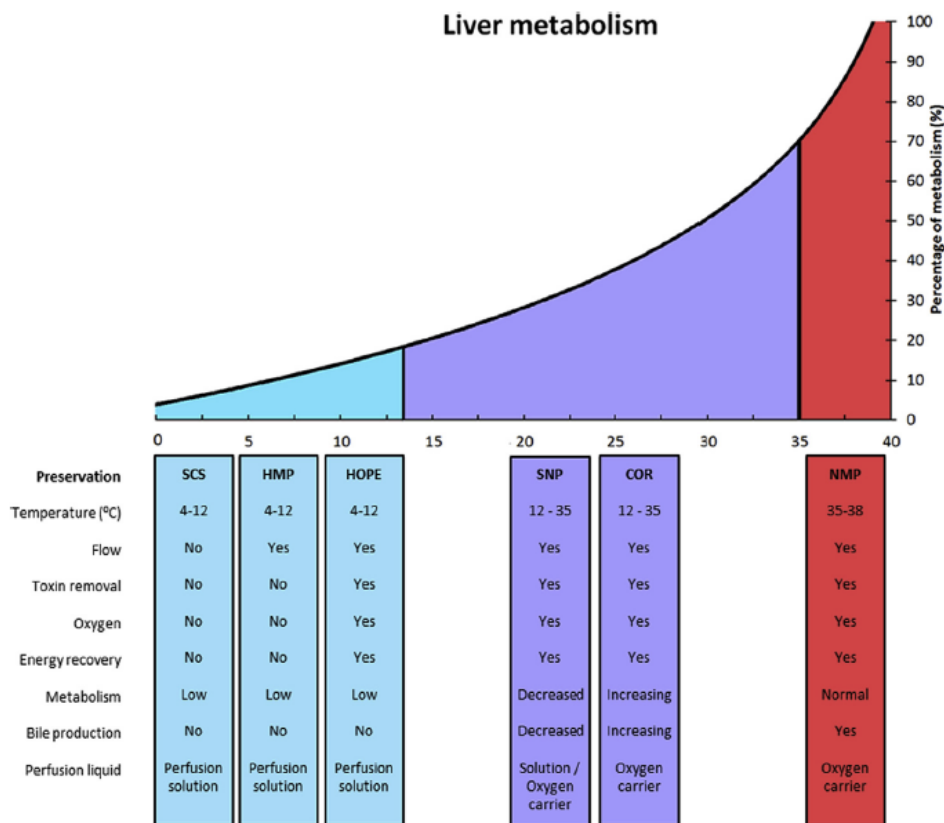 Liver metabolism
100
90
80
70
60
50
40
30
20
10
0
Percentage of metabolism (%)
0 5 10 15 20 25 30 35 40
Preservation SCS HMP HOPE SNP COR NMP
Temperature (⁰C) 4-12 4-12 4-12 12 - 35 12 - 35 35-38
Flow No Yes Yes Yes Yes Yes
Toxin removal No No Yes Yes Yes Yes
Oxygen No No Yes Yes Yes Yes
Energy recovery No No Yes Yes Yes Yes
Metabolism Low Low Low Decreased Increasing Normal
Bile production No No No Decreased Increasing Yes
Perfusion liquid Perfusion solution Perfusion solution Perfusion solution Solution / Oxygen carrier Oxygen carrier Oxygen carrier